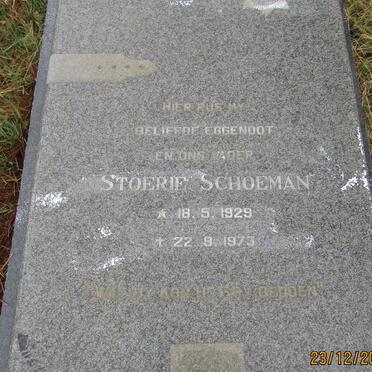 HIER RUS MY
GELIEFDE EGGENOOT
EN ONS VADER
STOERIE SCHOEMAN
18. 5. 1929
† 22. 9. 1973
23/12/20